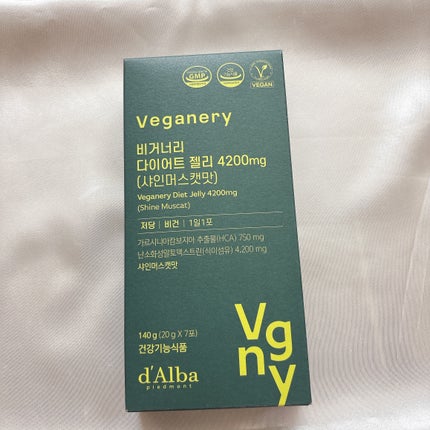 GMP
VEGAN
Veganery
비거너리
다이어트 젤리 4200mg
(샤인머스캣맛)
Veganery Diet Jelly 4200mg
(Shine Muscat)
저당 | 비건 | 1일1포
가르시니아캄보지아 추출물(HCA) 750 mg
난소화성말토덱스트린(식이섬유) 4,200 mg
샤인머스캣맛
140 g (20 g X 7포)
건강기능식품
Vg
ny
d'Alba
piedmont